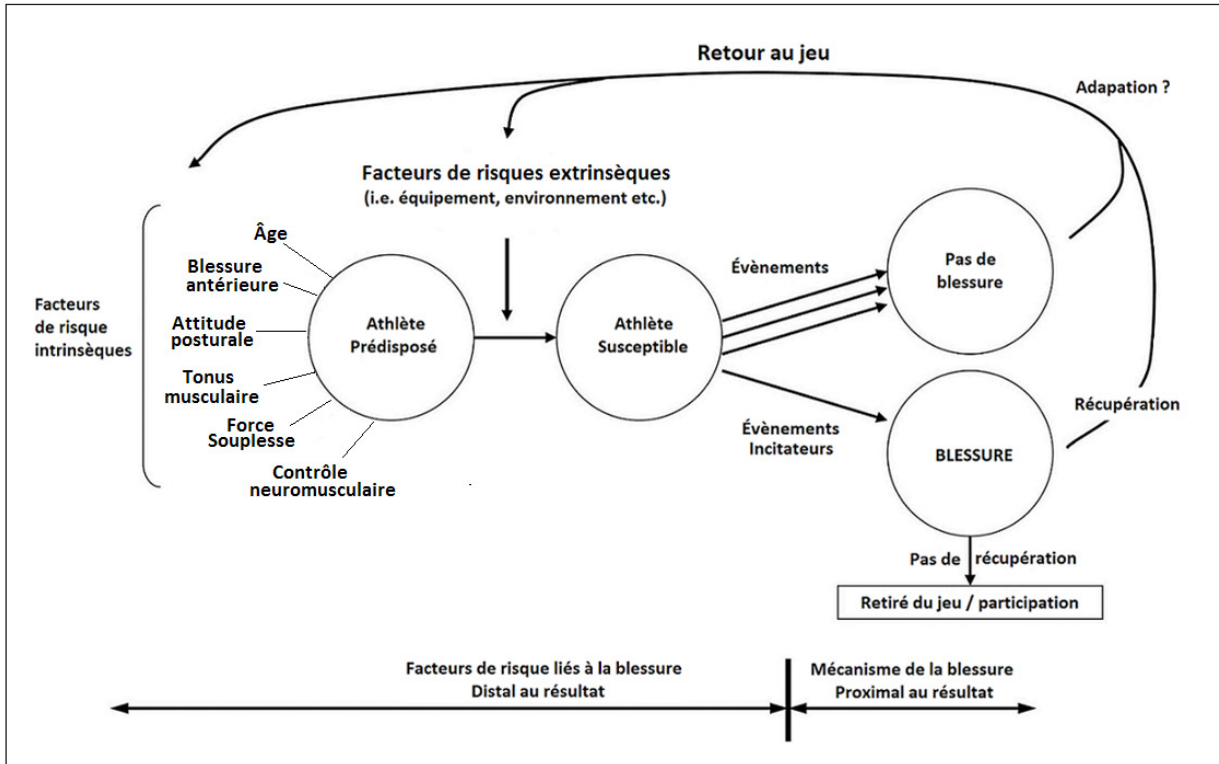 Retour au jeu
Adapation ?
Facteurs de risques extrinsèques
(i.e. équipement, environnement etc.)
Facteurs
de risque
intrinsèques
Âge
Blessure
antérieure
Attitude
posturale
Tonus
musculaire
Force
Souplesse
Contrôle
neuromusculaire
Athlète
Prédisposé
Athlète
Susceptible
Évènements
Pas de
blessure
Évènements
Incitateurs
BLESSURE
Récupération
Pas de récupération
Retiré du jeu / participation
Facteurs de risque liés à la blessure
Distal au résultat
Mécanisme de la blessure
Proximal au résultat